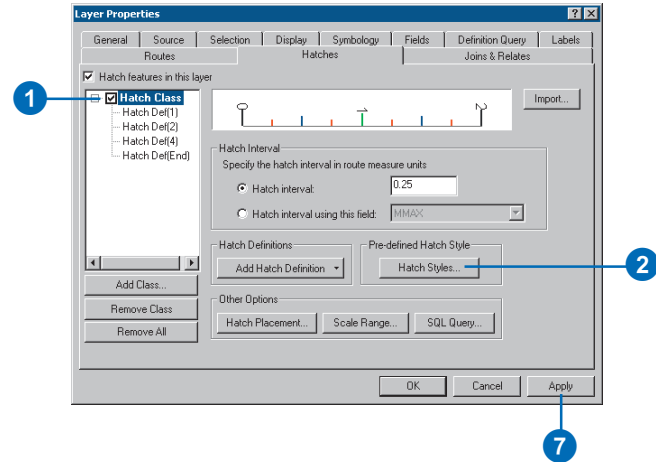 Layer Properties
General Source Selection Display Symbology Fields Definition Query Labels
Routes Hatches Joins & Relates
Hatch features in this layer
1
Hatch Class
Hatch Def(1)
Hatch Def(2)
Hatch Def(4)
Hatch Def(End)
0 1 2
Import...
Hatch Interval
Specify the hatch interval in route measure units
Hatch interval: 0.25
Hatch interval using this field: MMAX
Hatch Definitions
Add Hatch Definition
Pre-defined Hatch Style
Hatch Styles...
2
Add Class...
Remove Class
Remove All
Other Options
Hatch Placement... Scale Range... SQL Query...
OK Cancel Apply
7